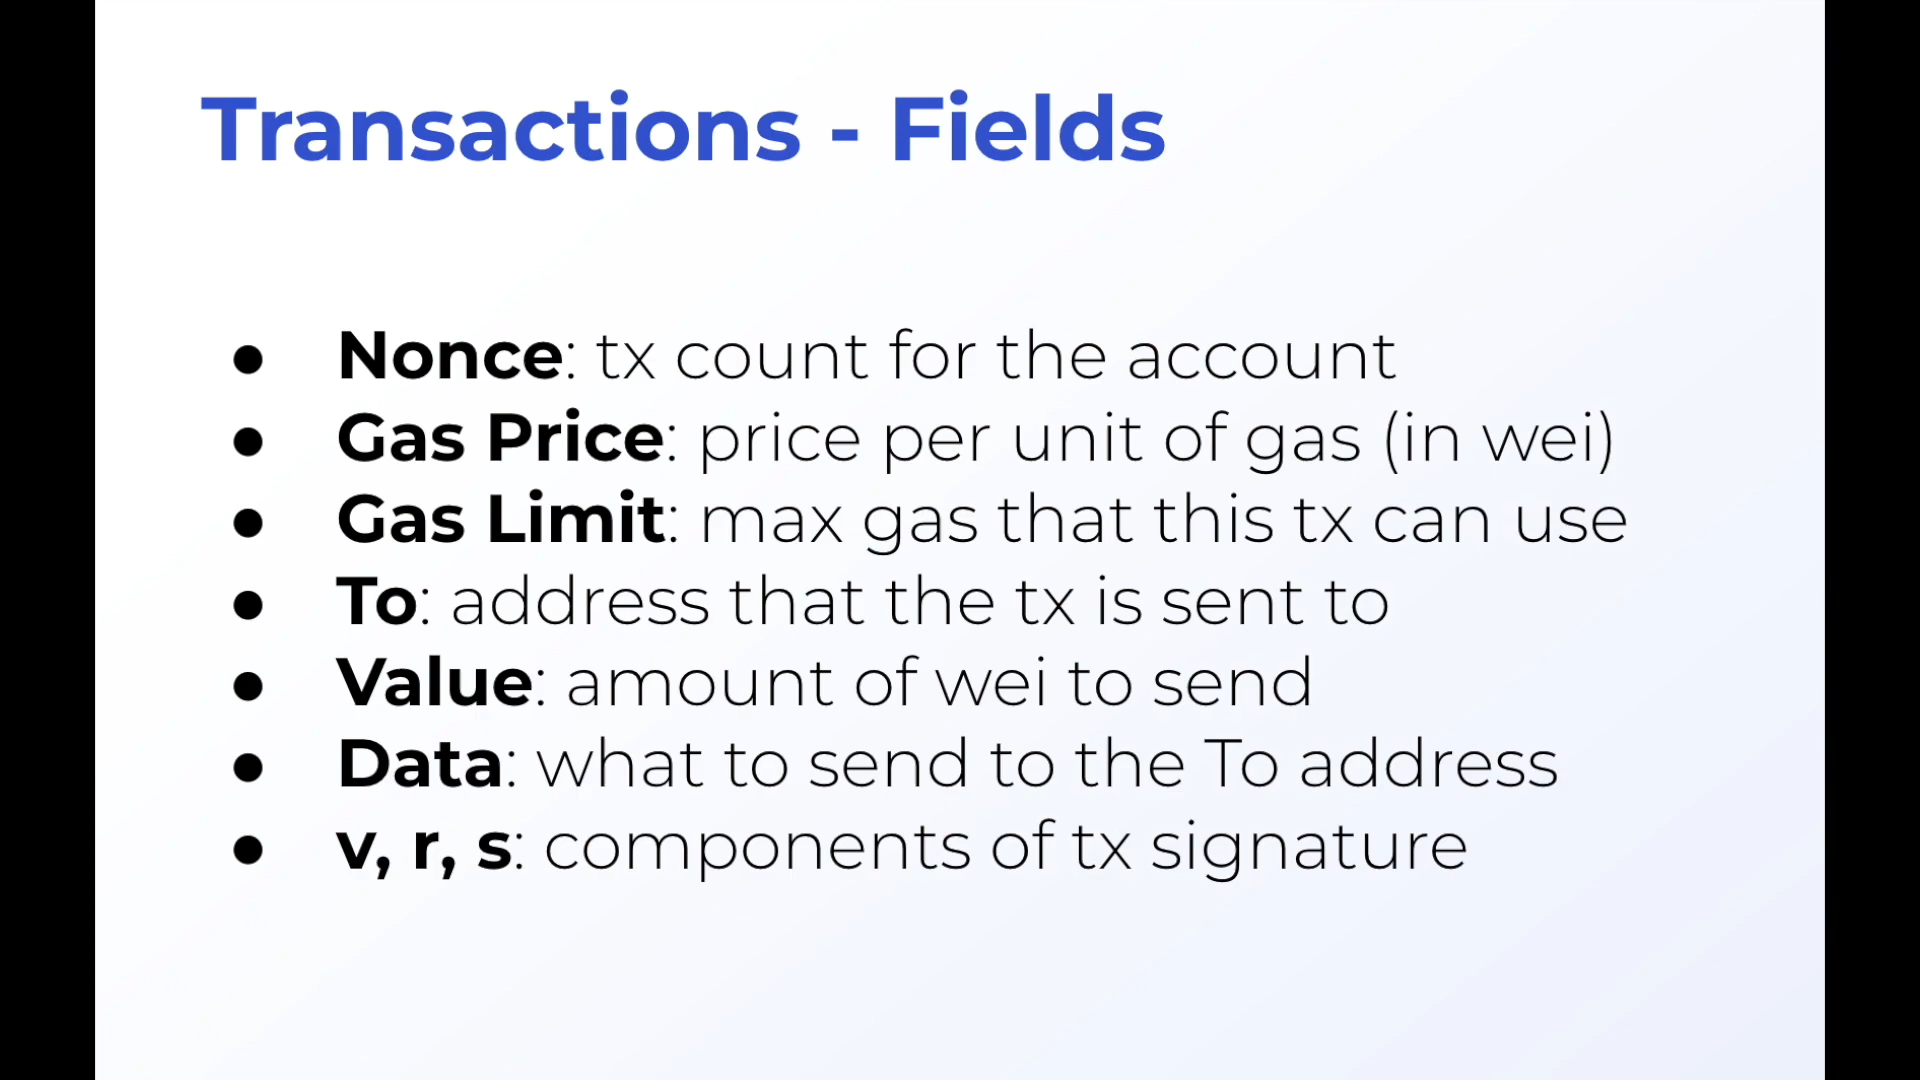 Transactions - Fields
● Nonce: tx count for the account
● Gas Price: price per unit of gas (in wei)
● Gas Limit: max gas that this tx can use
● To: address that the tx is sent to
● Value: amount of wei to send
● Data: what to send to the To address
● v, r, s: components of tx signature